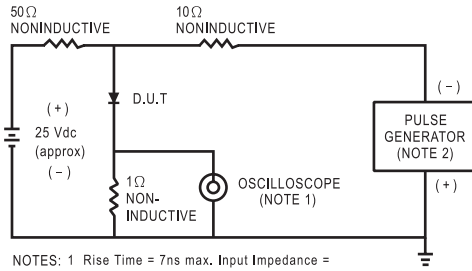 50Ω
NONINDUCTIVE
10Ω
NONINDUCTIVE
(+)
25 Vdc
(approx)
(−)
D.U.T
1Ω
NON-
INDUCTIVE
OSCILLOSCOPE
(NOTE 1)
(−)
PULSE
GENERATOR
(NOTE 2)
(+)
NOTES: 1 Rise Time = 7ns max. Input Impedance =